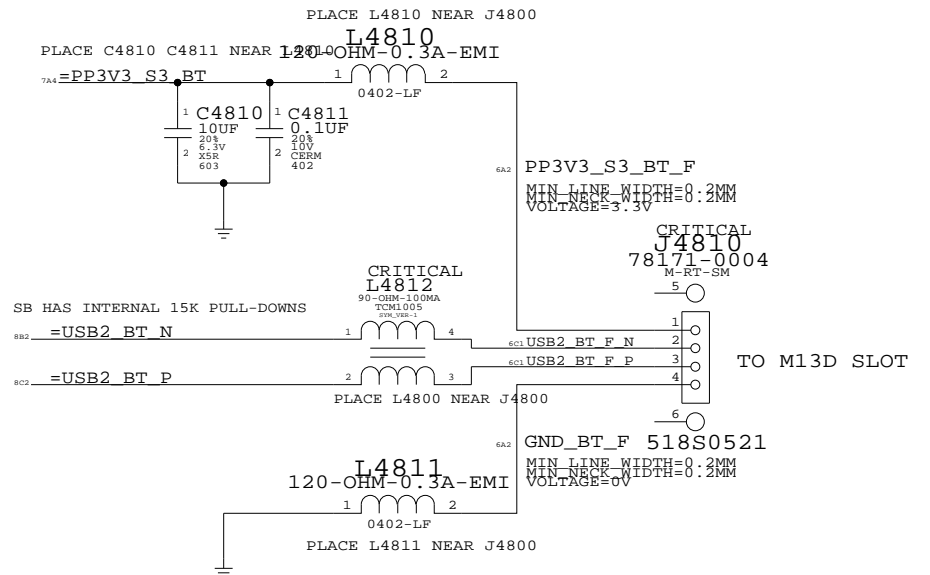 PLACE L4810 NEAR J4800
L4810
PLACE C4810 C4811 NEAR L4810
120-OHM-0.3A-EMI
7A4
=PP3V3_S3_BT
1
2
0402-LF
1
C4810
10UF
20%
6.3V
2
X5R
603
1
C4811
0.1UF
20%
10V
2
CERM
402
6A2
PP3V3_S3_BT_F
MIN_LINE_WIDTH=0.2MM
MIN_NECK_WIDTH=0.2MM
VOLTAGE=3.3V
CRITICAL
J4810
78171-0004
M-RT-SM
5
CRITICAL
L4812
90-OHM-100MA
TCM1005
SYM_VER-1
SB HAS INTERNAL 15K PULL-DOWNS
8B2
=USB2_BT_N
1
4
6C1
USB2_BT_F_N
1
2
6C1
USB2_BT_F_P
3
4
TO M13D SLOT
8C2
=USB2_BT_P
2
3
PLACE L4800 NEAR J4800
6
6A2
GND_BT_F
518S0521
MIN_LINE_WIDTH=0.2MM
MIN_NECK_WIDTH=0.2MM
VOLTAGE=0V
L4811
120-OHM-0.3A-EMI
1
2
0402-LF
PLACE L4811 NEAR J4800